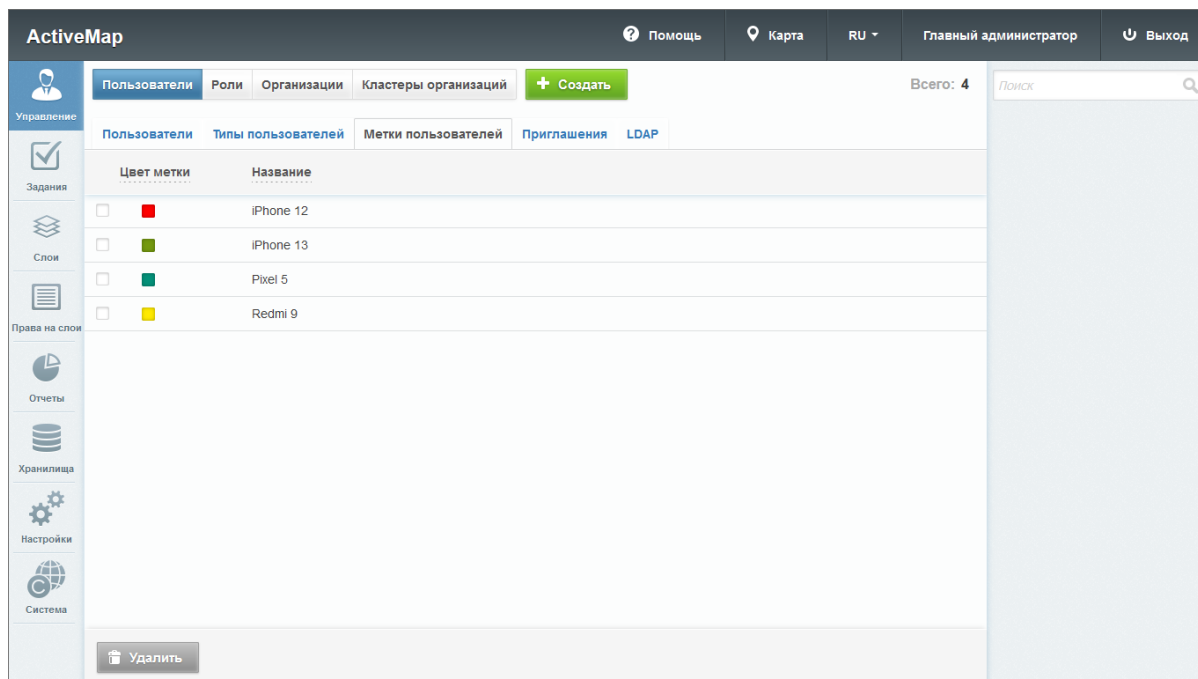 ActiveMap
Помощь
Карта
RU
Главный администратор
Выход
Управление
Задания
Слои
Права на слои
Отчеты
Хранилища
Настройки
Система
Пользователи
Роли
Организации
Кластеры организаций
Создать
Всего: 4
Поиск
Пользователи
Типы пользователей
Метки пользователей
Приглашения
LDAP
Цвет метки
Название
iPhone 12
iPhone 13
Pixel 5
Redmi 9
Удалить